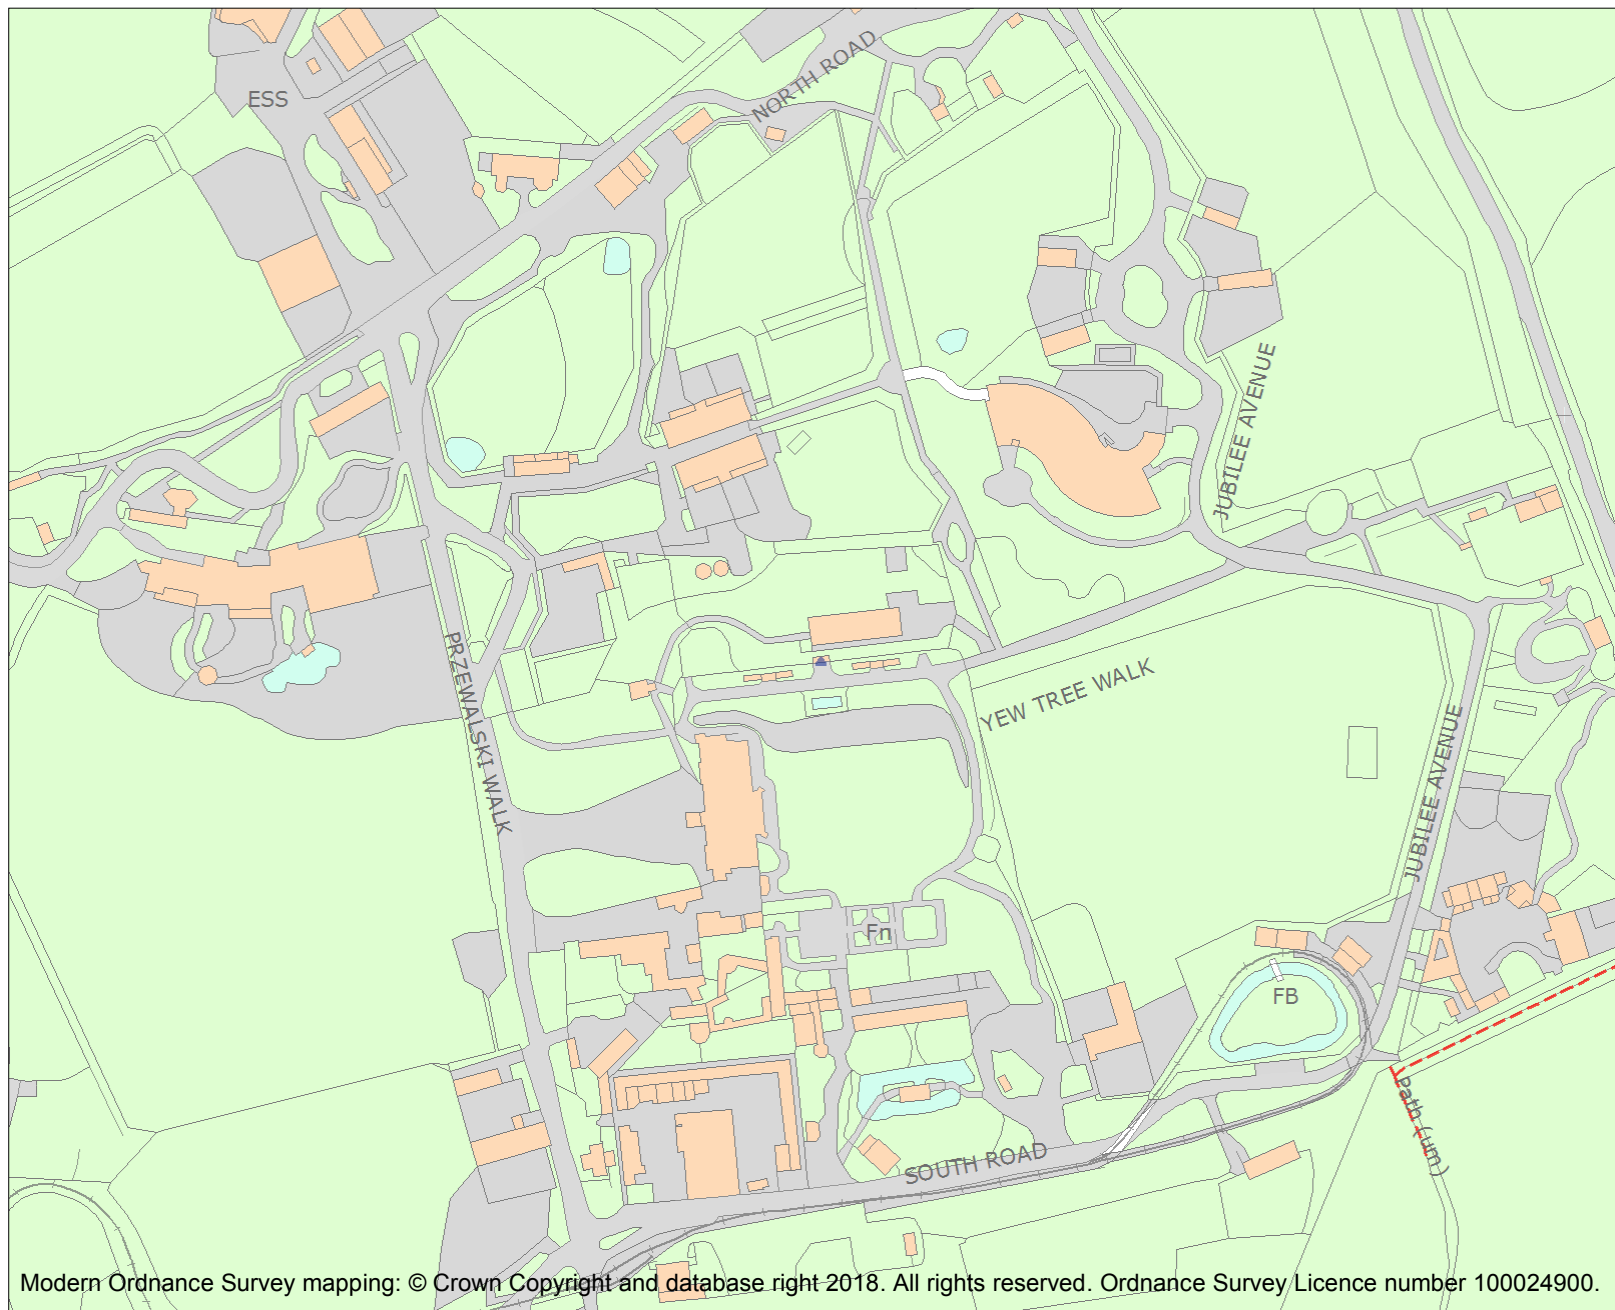 NORTH ROAD
ESS
JUBILEE AVENUE
PRZEWALSKI WALK
YEW TREE WALK
JUBILEE AVENUE
Fn
FB
Path (um)
SOUTH ROAD
Modern Ordnance Survey mapping: © Crown Copyright and database right 2018. All rights reserved. Ordnance Survey Licence number 100024900.